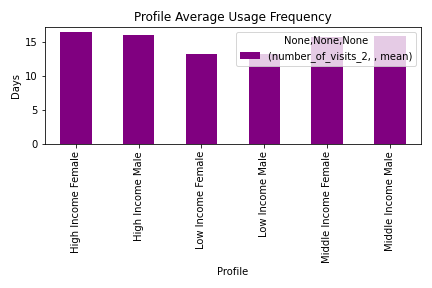 Profile Average Usage Frequency
None,None,None
(number_of_visits_2, , mean)
15
10
5
0
Days
High Income Female
High Income Male
Low Income Female
Low Income Male
Middle Income Female
Middle Income Male
Profile